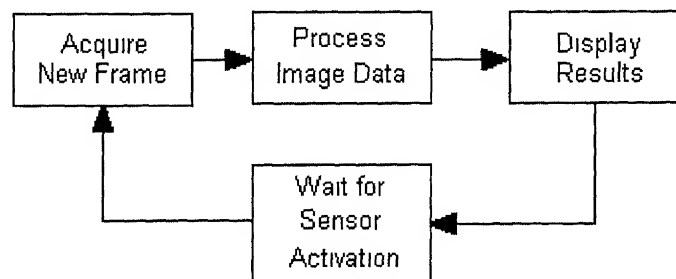 Acquire
New Frame
Process
Image Data
Display
Results
Wait for
Sensor
Activation